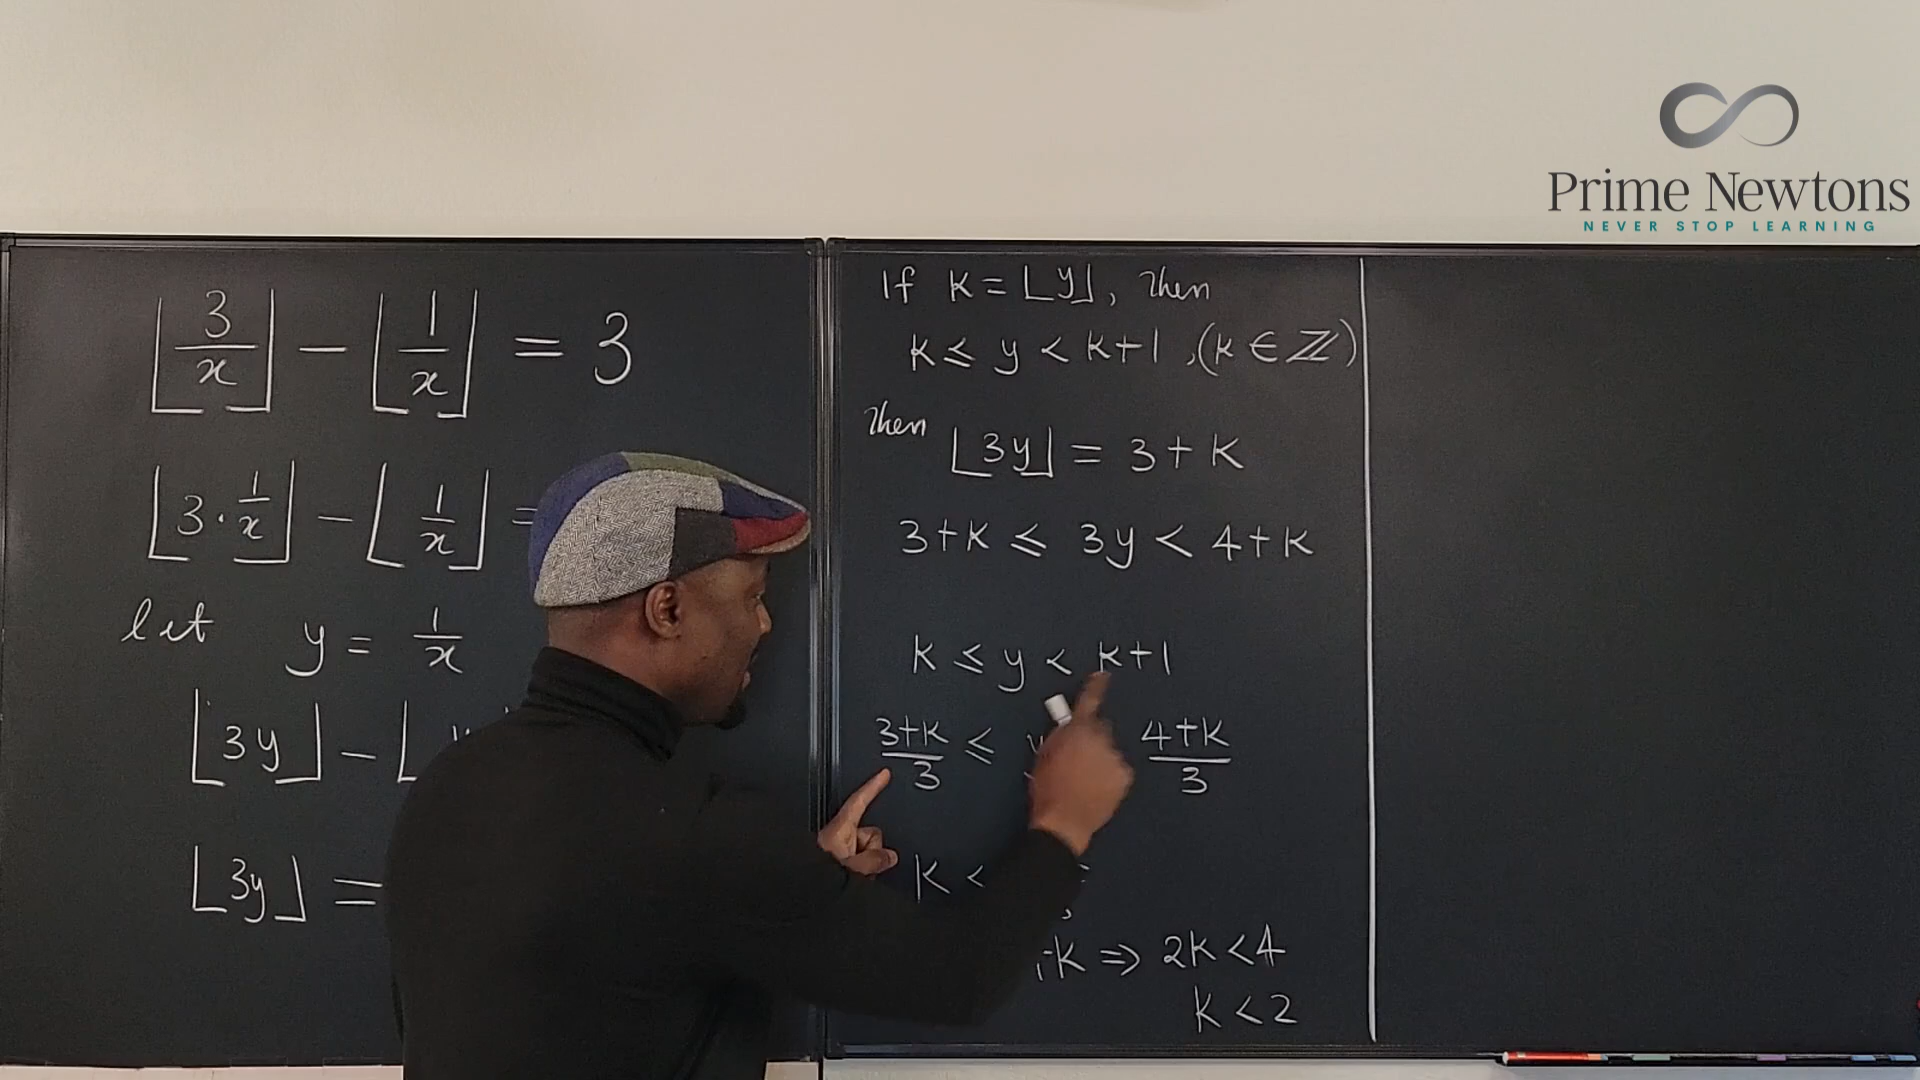 Prime Newtons
NEVER STOP LEARNING
⌊3/x⌋ − ⌊1/x⌋ = 3
⌊3·1/x⌋ − ⌊1/x⌋ =
let y = 1/x
⌊3y⌋ − ⌊
⌊3y⌋ =
If k = ⌊y⌋, then
k ≤ y < k+1, (k ∈ ℤ)
Then ⌊3y⌋ = 3+k
3+k ≤ 3y < 4+k
k ≤ y < k+1
(3+k)/3 ≤ (4+k)/3
k <
k ⇒ 2k < 4
k < 2